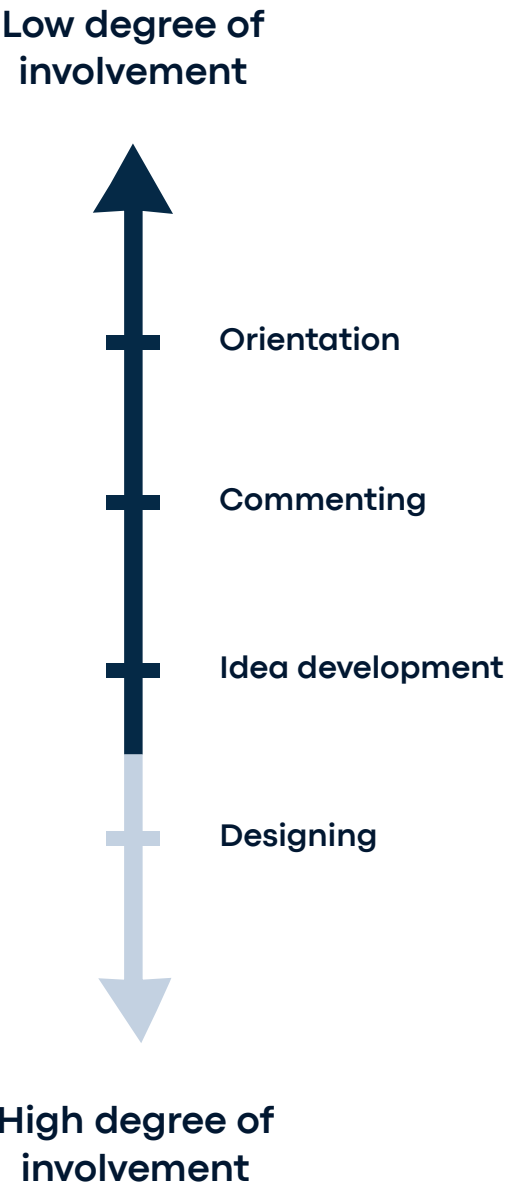 Low degree of
involvement
Orientation
Commenting
Idea development
Designing
High degree of
involvement